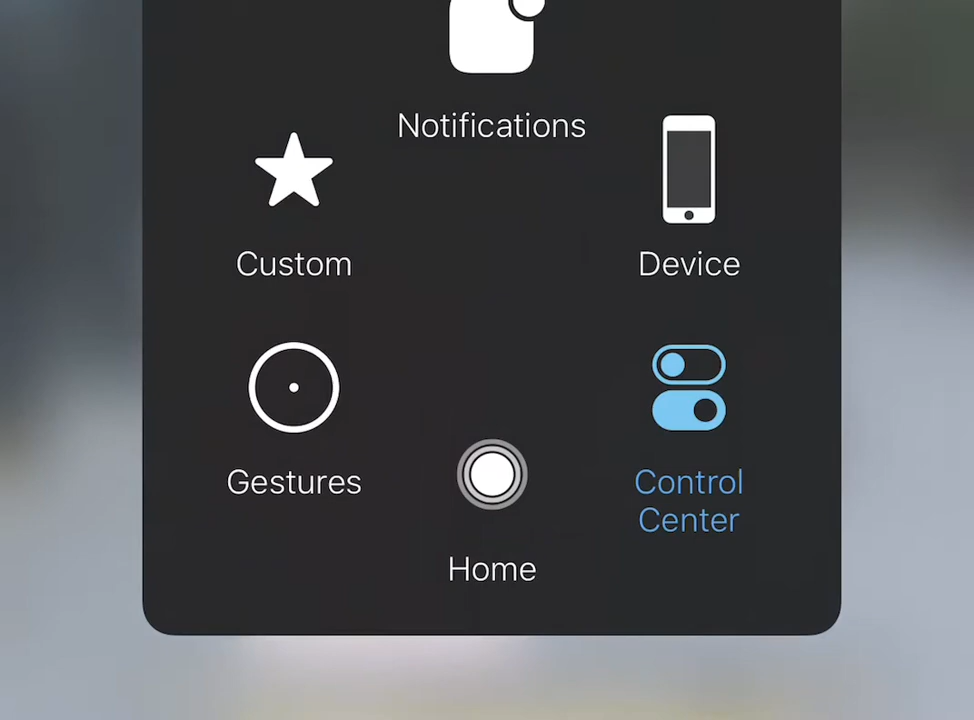 Notifications
Custom
Device
Gestures
Control
Center
Home